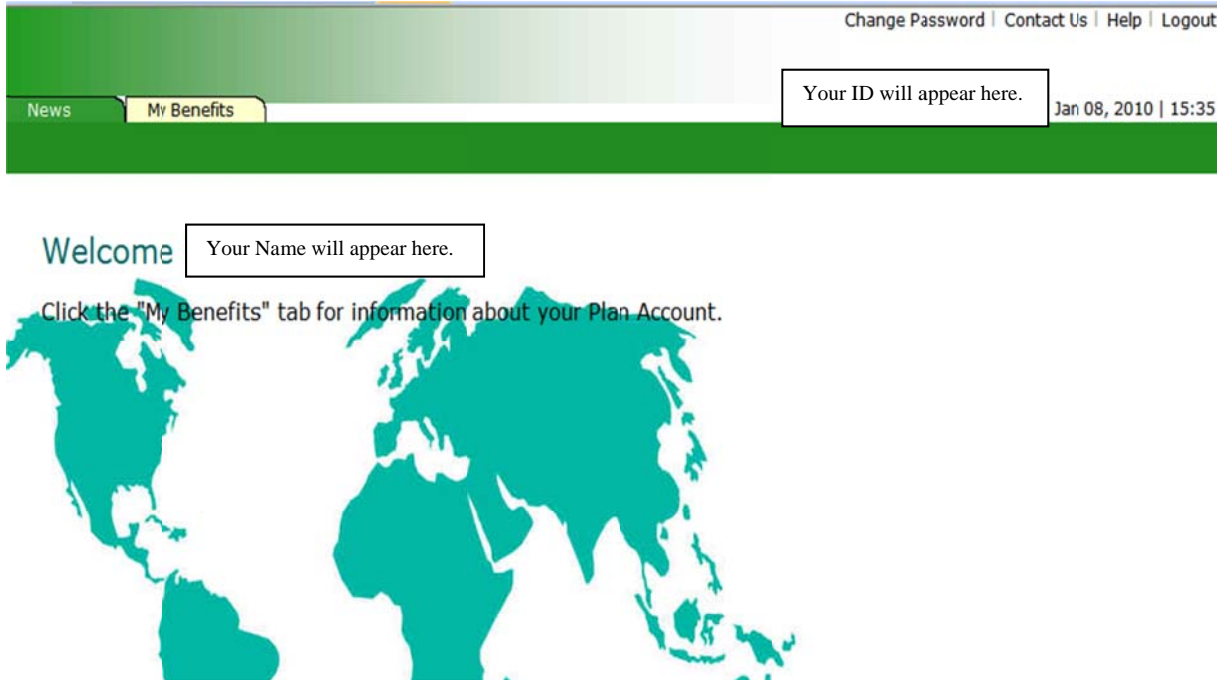 Change Password | Contact Us | Help | Logout
Your ID will appear here.
News My Benefits Jan 08, 2010 | 15:35
Welcome Your Name will appear here.
Click the "My Benefits" tab for information about your Plan Account.